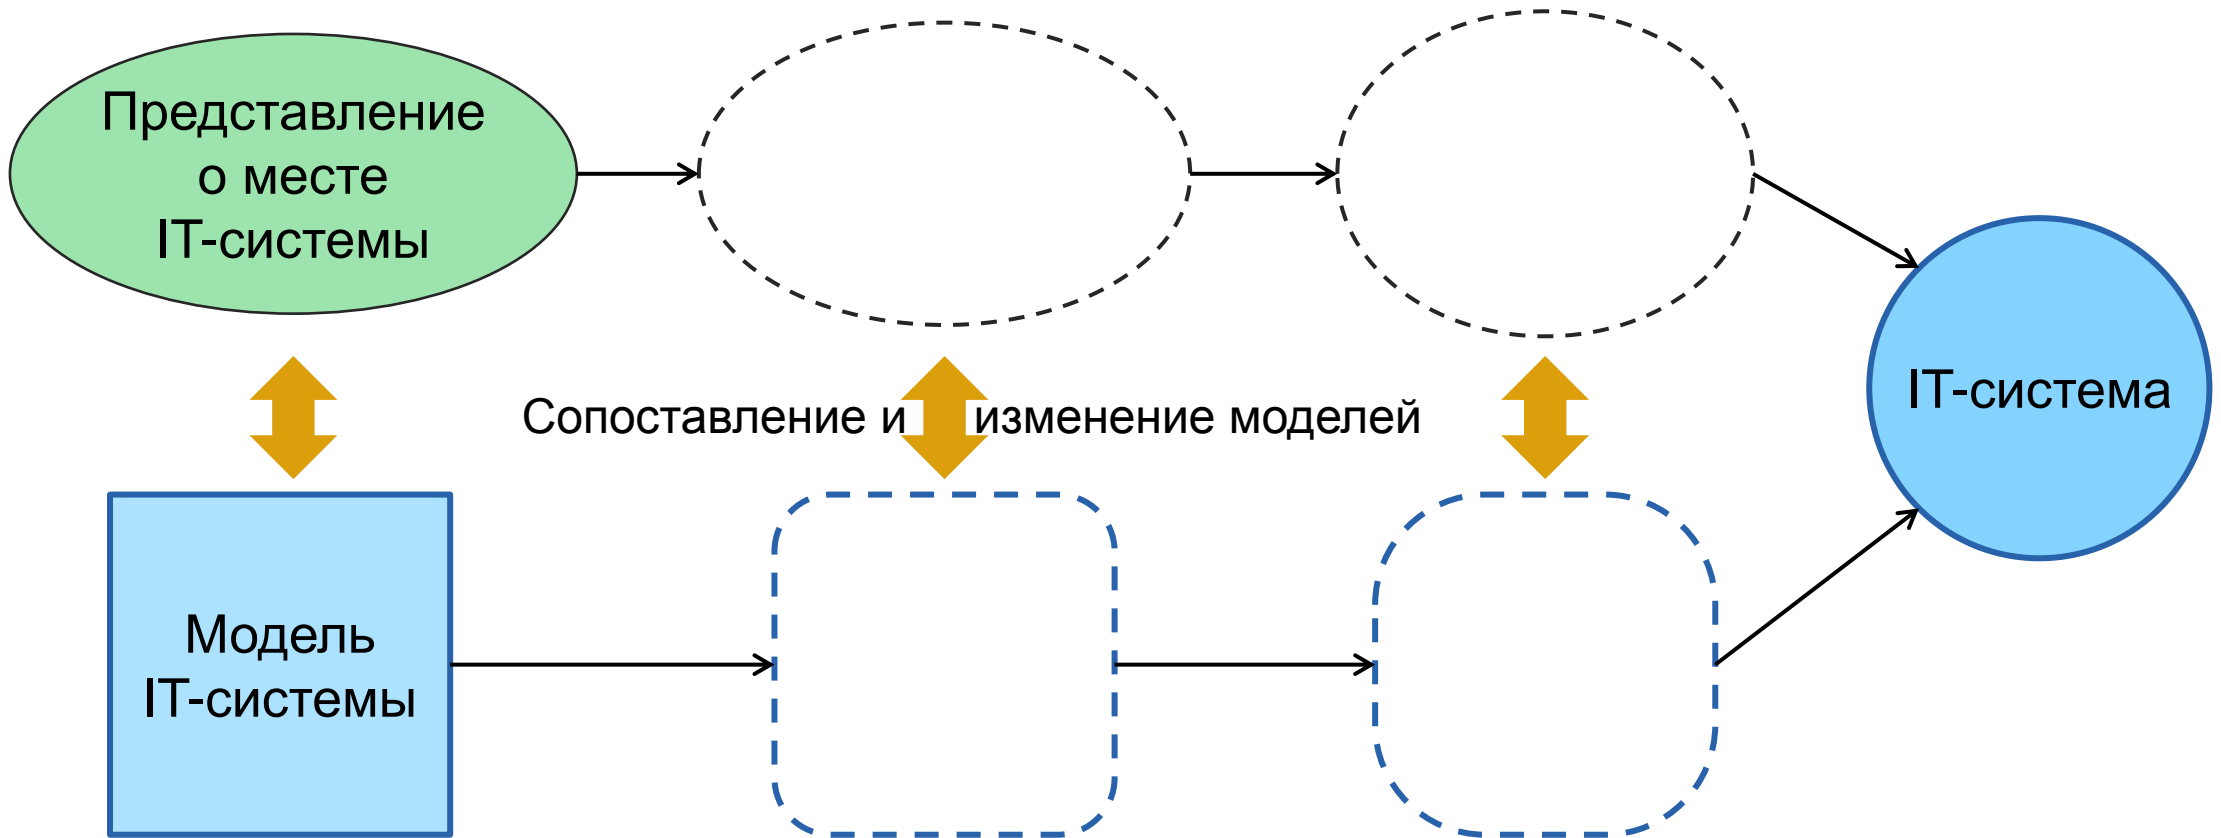 Представление
о месте
IT-системы
Сопоставление и изменение моделей
IT-система
Модель
IT-системы